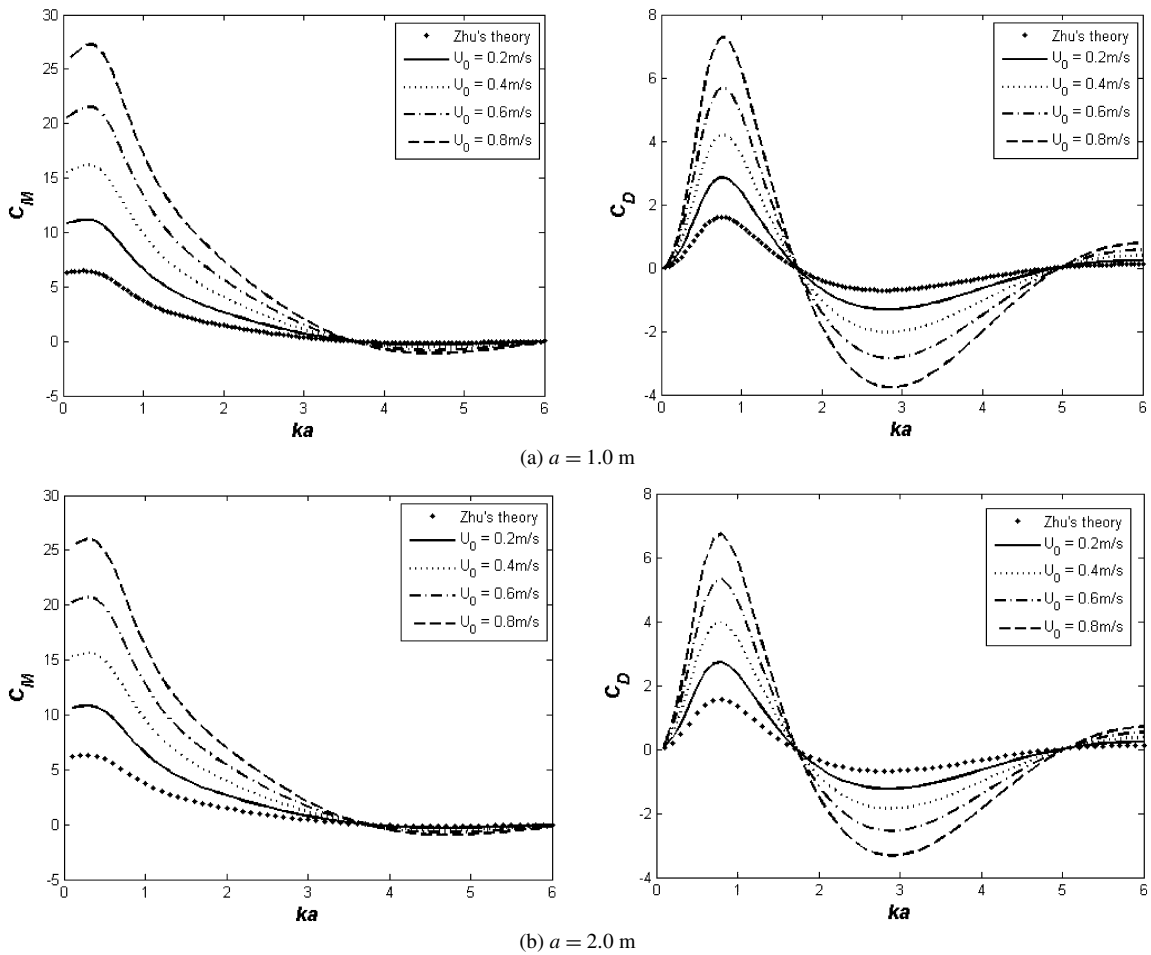 30
25
20
15
10
5
0
-5
C_M
0 1 2 3 4 5 6
ka
Zhu's theory
U_0 = 0.2m/s
U_0 = 0.4m/s
U_0 = 0.6m/s
U_0 = 0.8m/s
8
6
4
2
0
-2
-4
C_D
0 1 2 3 4 5 6
ka
Zhu's theory
U_0 = 0.2m/s
U_0 = 0.4m/s
U_0 = 0.6m/s
U_0 = 0.8m/s
(a) a = 1.0 m
30
25
20
15
10
5
0
-5
C_M
0 1 2 3 4 5 6
ka
Zhu's theory
U_0 = 0.2m/s
U_0 = 0.4m/s
U_0 = 0.6m/s
U_0 = 0.8m/s
8
6
4
2
0
-2
-4
C_D
0 1 2 3 4 5 6
ka
Zhu's theory
U_0 = 0.2m/s
U_0 = 0.4m/s
U_0 = 0.6m/s
U_0 = 0.8m/s
(b) a = 2.0 m